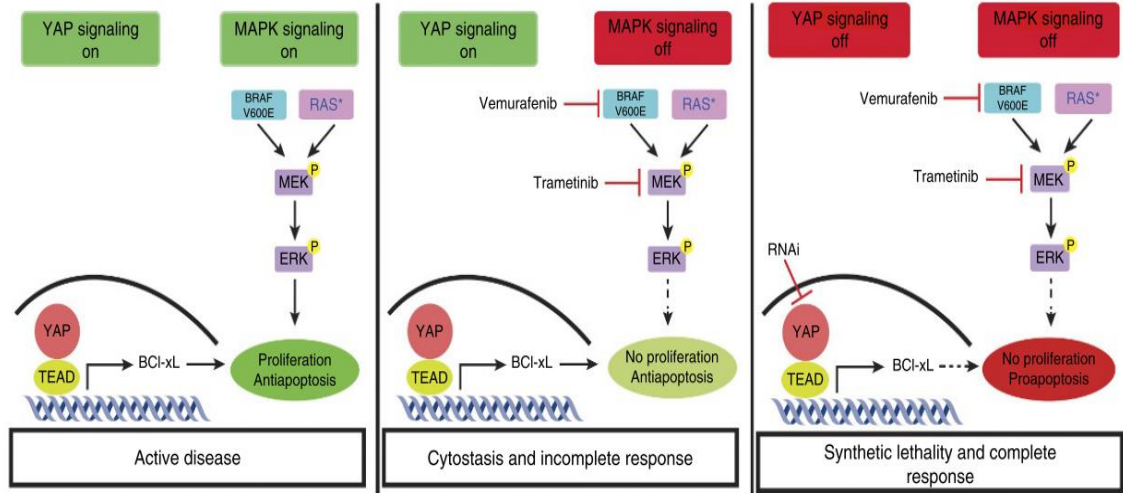 YAP signaling
on
MAPK signaling
on
BRAF
V600E
RAS*
MEK
P
ERK
P
YAP
TEAD
BCl-xL
Proliferation
Antiapoptosis
Active disease
YAP signaling
on
MAPK signaling
off
Vemurafenib
BRAF
V600E
RAS*
Trametinib
MEK
P
ERK
P
YAP
TEAD
BCl-xL
No proliferation
Antiapoptosis
Cytostasis and incomplete response
YAP signaling
off
MAPK signaling
off
Vemurafenib
BRAF
V600E
RAS*
Trametinib
MEK
P
RNAi
ERK
P
YAP
TEAD
BCl-xL
No proliferation
Proapoptosis
Synthetic lethality and complete
response